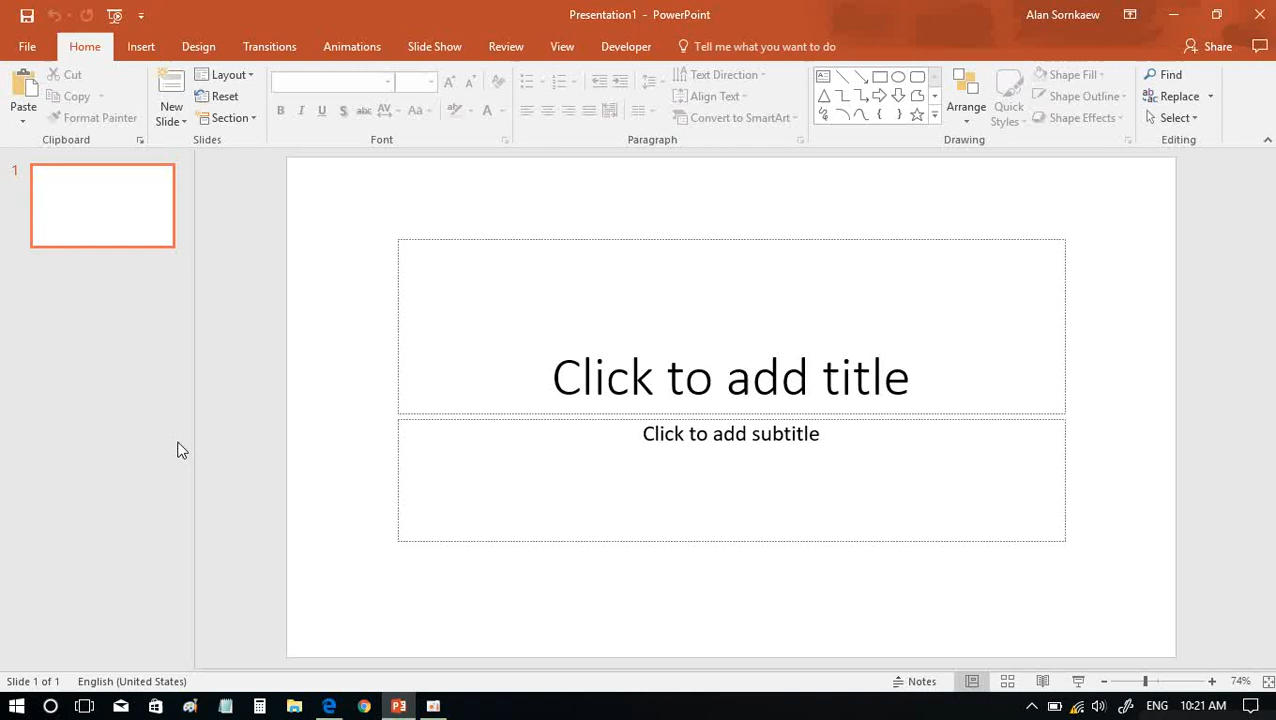 Presentation1 - PowerPoint
Alan Sornkaew
File Home Insert Design Transitions Animations Slide Show Review View Developer Tell me what you want to do Share
Paste
Cut
Copy
Format Painter
Clipboard
New Slide
Layout
Reset
Section
Slides
B I U S abc AV Aa A
Font
Text Direction
Align Text
Convert to SmartArt
Paragraph
Arrange
Quick Styles
Shape Fill
Shape Outline
Shape Effects
Drawing
Find
Replace
Select
Editing
1
Click to add title
Click to add subtitle
Slide 1 of 1 English (United States) Notes 74%
ENG 10:21 AM